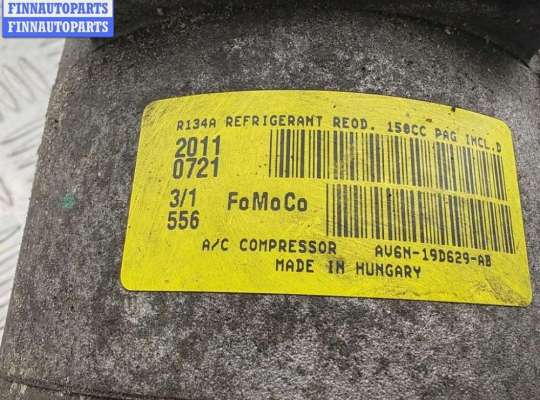 FINNAUTOPARTS
FINNAUTOPARTS
R134A REFRIGERANT REQD. 150CC PAG INCL.D
2011
0721
3/1
556
FoMoCo
A/C COMPRESSOR AV6N-19D629-AB
MADE IN HUNGARY